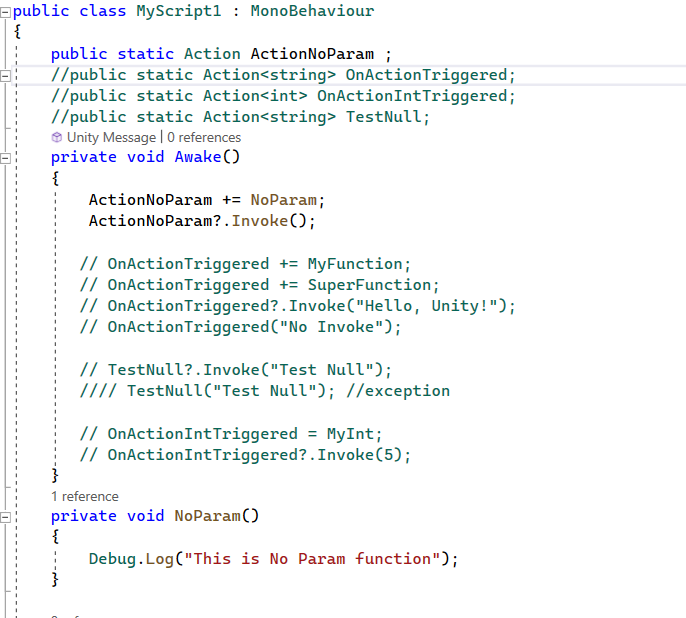 public class MyScript1 : MonoBehaviour
{
public static Action ActionNoParam ;
//public static Action<string> OnActionTriggered;
//public static Action<int> OnActionIntTriggered;
//public static Action<string> TestNull;
Unity Message | 0 references
private void Awake()
{
ActionNoParam += NoParam;
ActionNoParam?.Invoke();
// OnActionTriggered += MyFunction;
// OnActionTriggered += SuperFunction;
// OnActionTriggered?.Invoke("Hello, Unity!");
// OnActionTriggered("No Invoke");
// TestNull?.Invoke("Test Null");
//// TestNull("Test Null"); //exception
// OnActionIntTriggered = MyInt;
// OnActionIntTriggered?.Invoke(5);
}
1 reference
private void NoParam()
{
Debug.Log("This is No Param function");
}